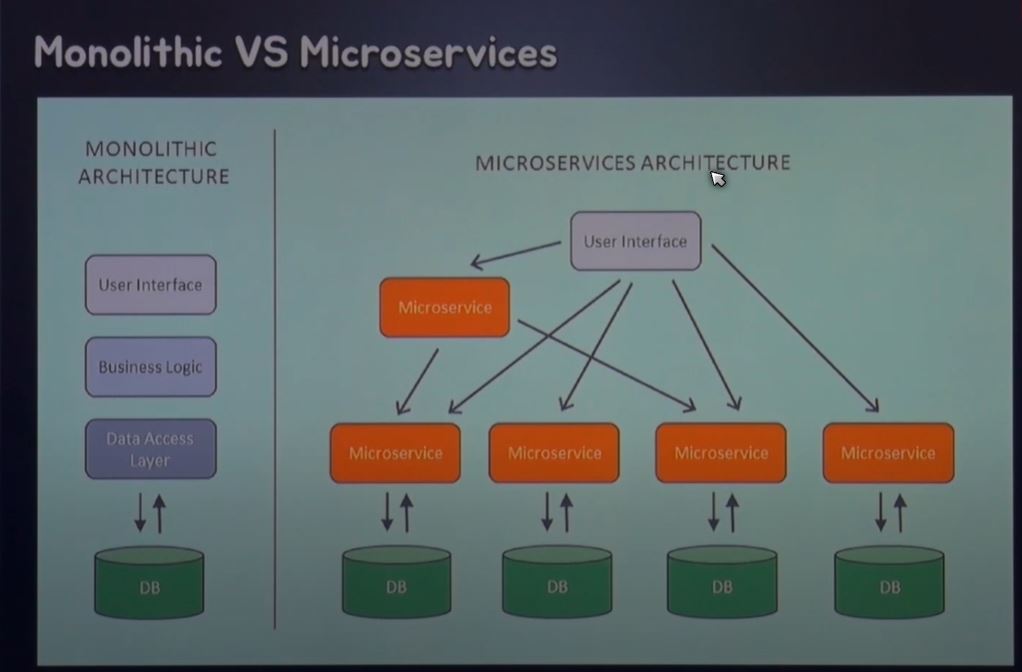 Monolithic VS Microservices
MONOLITHIC
ARCHITECTURE
User Interface
Business Logic
Data Access
Layer
DB
MICROSERVICES ARCHITECTURE
User Interface
Microservice
Microservice
Microservice
Microservice
Microservice
DB
DB
DB
DB